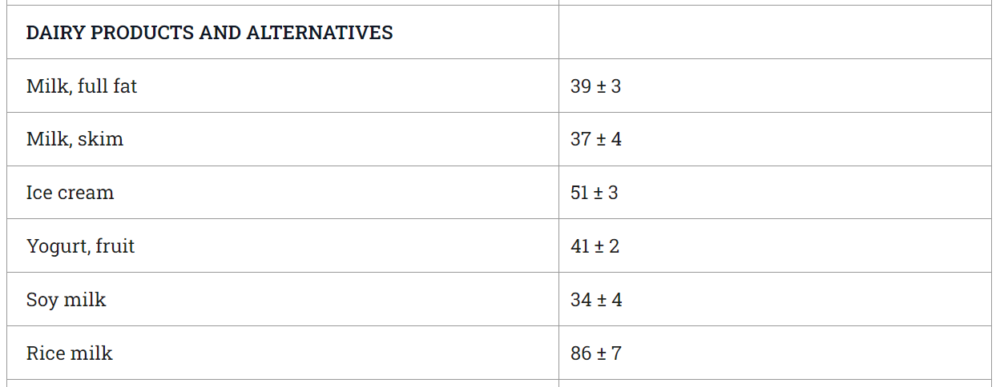 DAIRY PRODUCTS AND ALTERNATIVES
Milk, full fat 39 ± 3
Milk, skim 37 ± 4
Ice cream 51 ± 3
Yogurt, fruit 41 ± 2
Soy milk 34 ± 4
Rice milk 86 ± 7